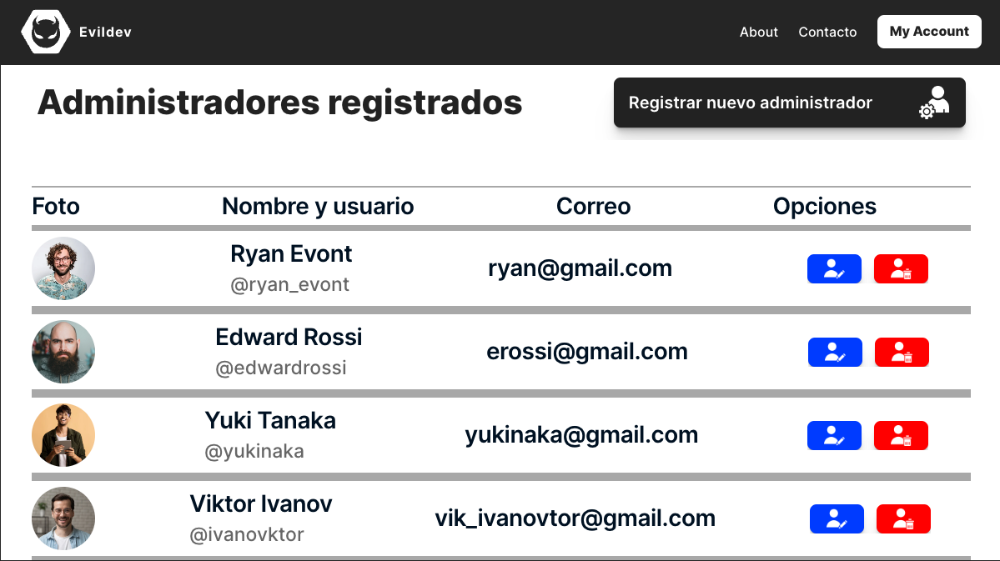 Evildev
About Contacto My Account
Administradores registrados
Registrar nuevo administrador
Foto Nombre y usuario Correo Opciones
Ryan Evont
@ryan_evont
ryan@gmail.com
Edward Rossi
@edwardrossi
erossi@gmail.com
Yuki Tanaka
@yukinaka
yukinaka@gmail.com
Viktor Ivanov
@ivanovktor
vik_ivanovtor@gmail.com